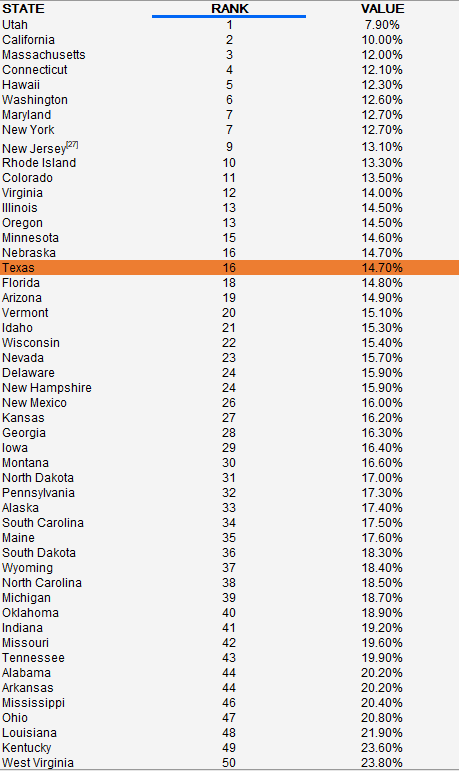 STATE RANK VALUE
Utah 1 7.90%
California 2 10.00%
Massachusetts 3 12.00%
Connecticut 4 12.10%
Hawaii 5 12.30%
Washington 6 12.60%
Maryland 7 12.70%
New York 7 12.70%
New Jersey[27] 9 13.10%
Rhode Island 10 13.30%
Colorado 11 13.50%
Virginia 12 14.00%
Illinois 13 14.50%
Oregon 13 14.50%
Minnesota 15 14.60%
Nebraska 16 14.70%
Texas 16 14.70%
Florida 18 14.80%
Arizona 19 14.90%
Vermont 20 15.10%
Idaho 21 15.30%
Wisconsin 22 15.40%
Nevada 23 15.70%
Delaware 24 15.90%
New Hampshire 24 15.90%
New Mexico 26 16.00%
Kansas 27 16.20%
Georgia 28 16.30%
Iowa 29 16.40%
Montana 30 16.60%
North Dakota 31 17.00%
Pennsylvania 32 17.30%
Alaska 33 17.40%
South Carolina 34 17.50%
Maine 35 17.60%
South Dakota 36 18.30%
Wyoming 37 18.40%
North Carolina 38 18.50%
Michigan 39 18.70%
Oklahoma 40 18.90%
Indiana 41 19.20%
Missouri 42 19.60%
Tennessee 43 19.90%
Alabama 44 20.20%
Arkansas 44 20.20%
Mississippi 46 20.40%
Ohio 47 20.80%
Louisiana 48 21.90%
Kentucky 49 23.60%
West Virginia 50 23.80%